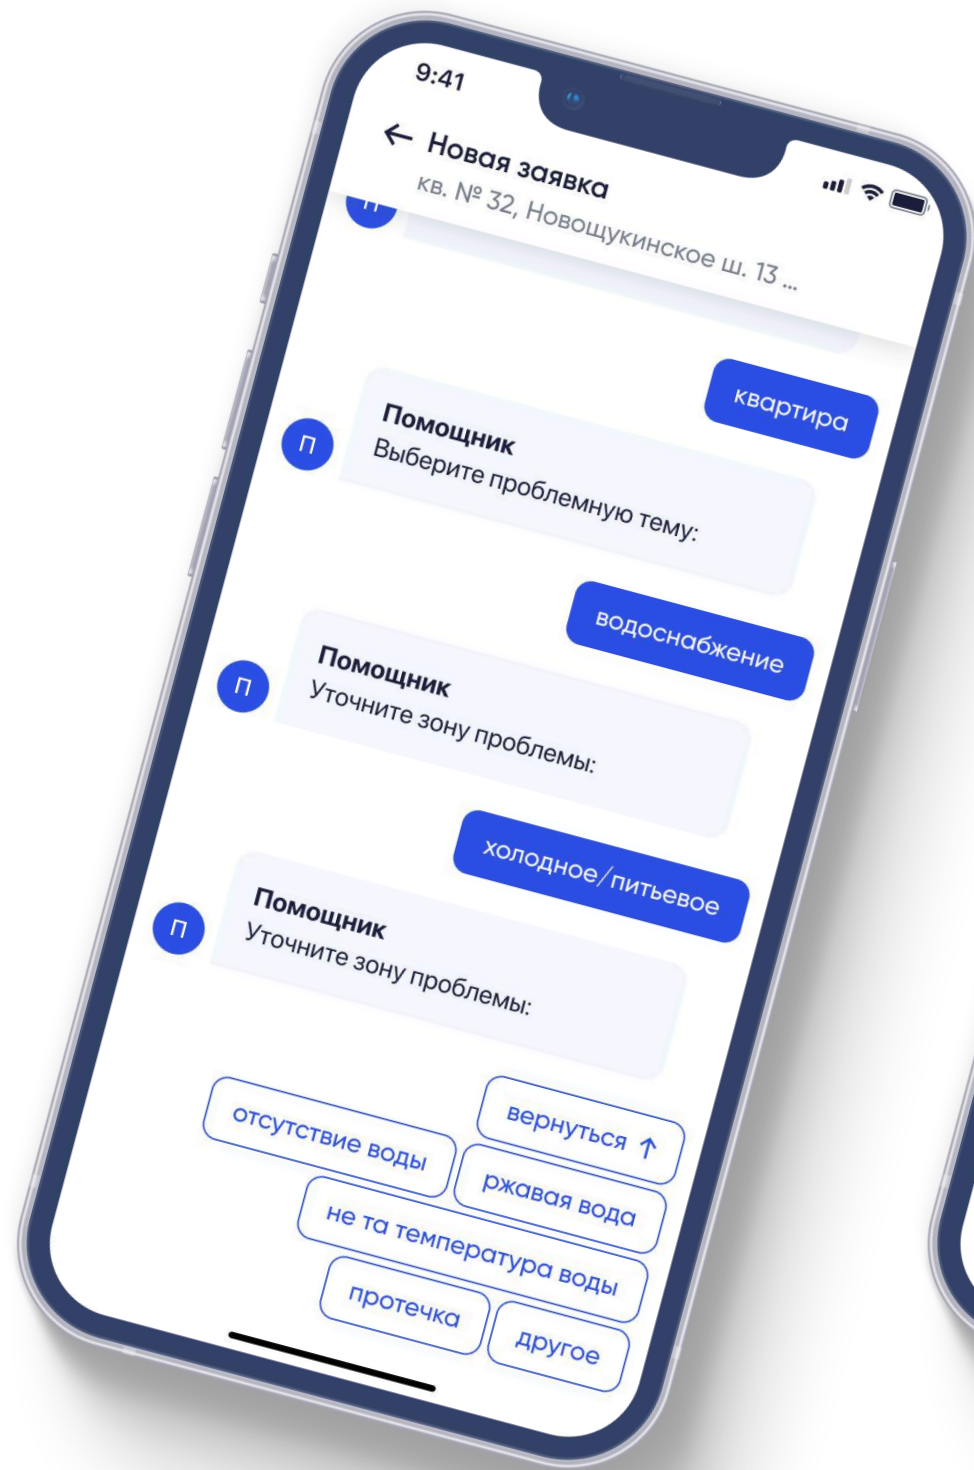 9:41
← Новая заявка
кв. № 32, Новощукинское ш. 13 ...
П
квартира
Помощник
П
Выберите проблемную тему:
водоснабжение
Помощник
П
Уточните зону проблемы:
холодное/питьевое
Помощник
П
Уточните зону проблемы:
вернуться ↑
отсутствие воды
ржавая вода
не та температура воды
протечка
другое